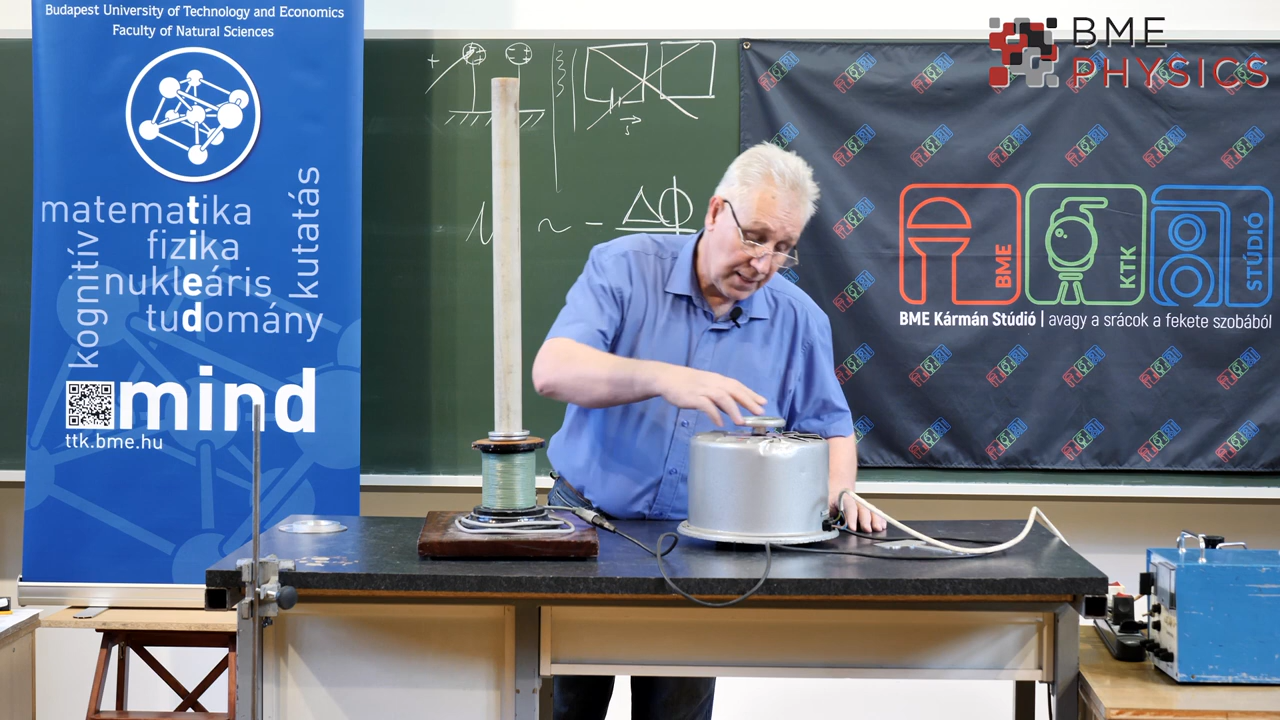 Budapest University of Technology and Economics
Faculty of Natural Sciences
matematika
fizika
nukleáris
tudomány
kognitív
kutatás
mind
ttk.bme.hu
+
s
~ - ΔΦ
BME
PHYSICS
BME
KTK
STÚDIÓ
BME Kármán Stúdió | avagy a srácok a fekete szobából